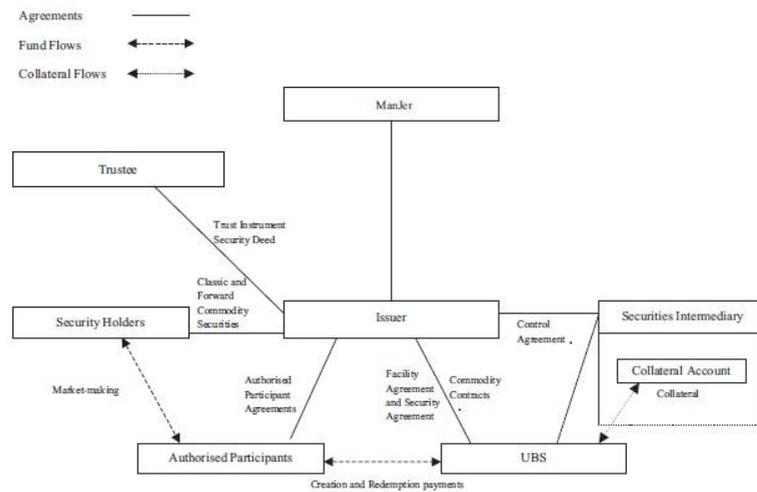 Agreements
Fund Flows
Collateral Flows
ManJer
Trustee
Trust Instrument
Security Deed
Classic and
Forward
Commodity
Securities
Security Holders
Issuer
Securities Intermediary
Control
Agreement .
Collateral Account
Collateral
Market-making
Authorised
Participant
Agreements
Facility
Agreement
and Security
Agreement
Commodity
Contracts
.
Authorised Participants
UBS
Creation and Redemption payments